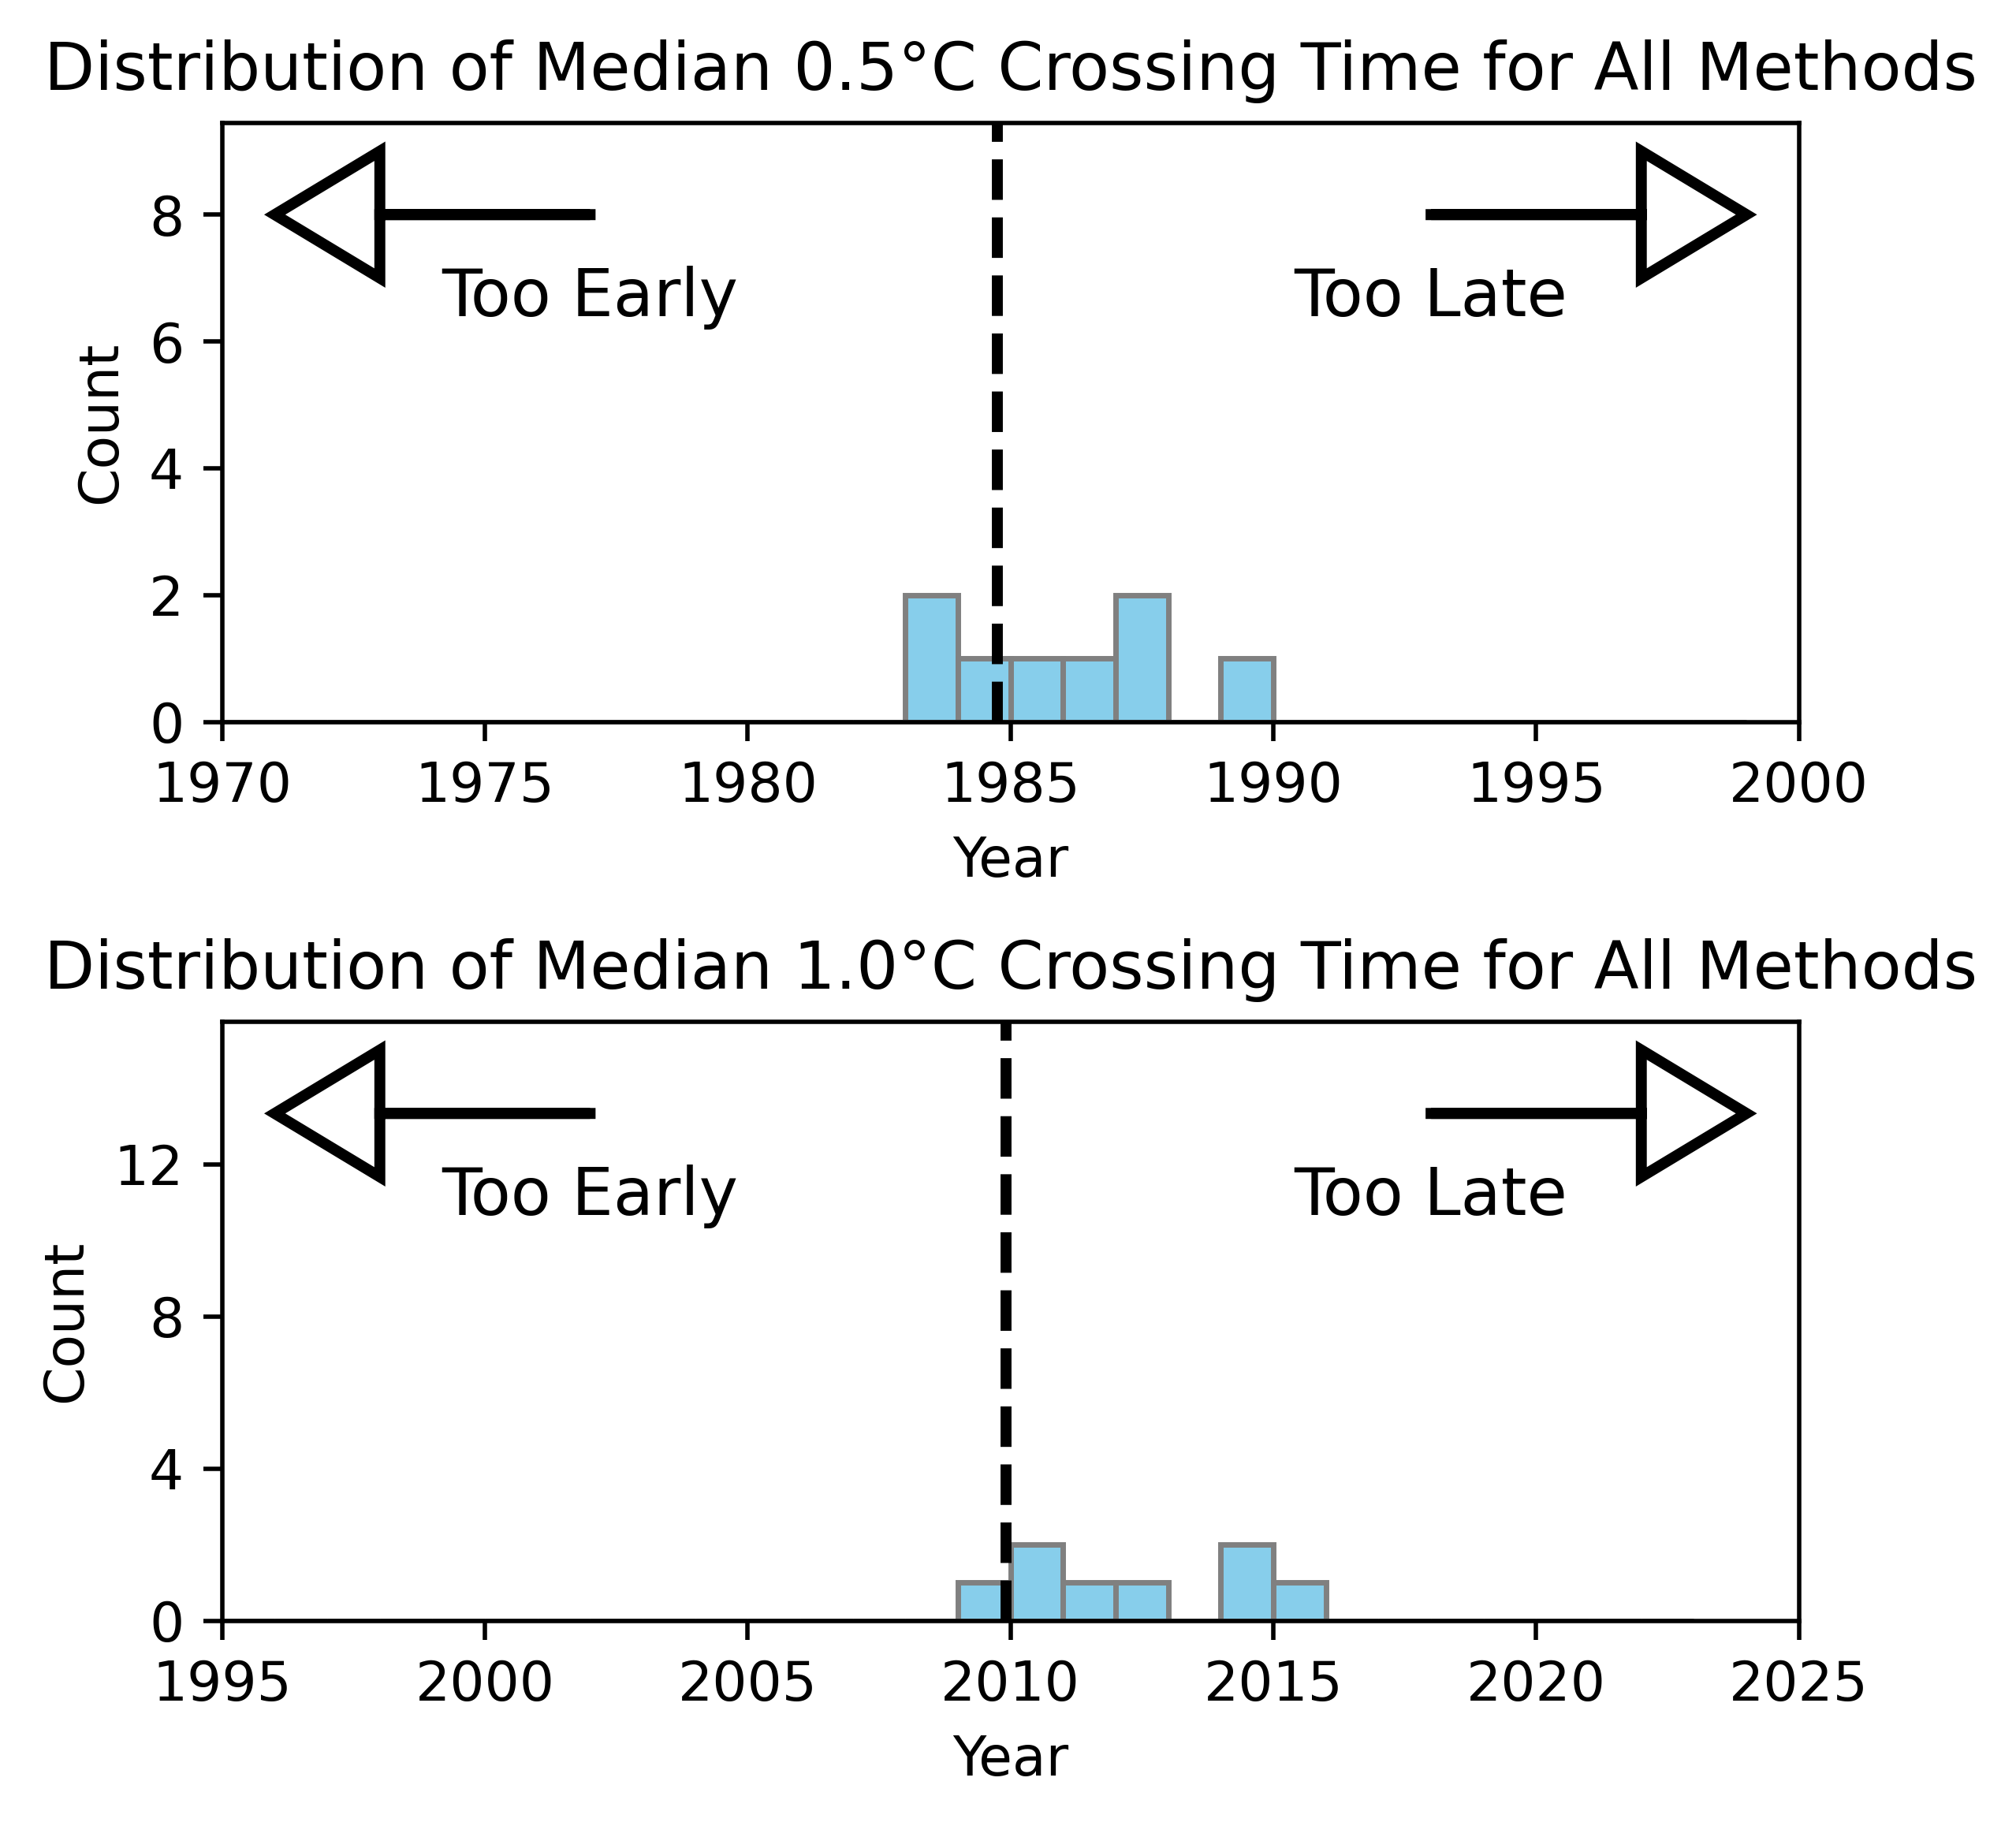 Distribution of Median 0.5°C Crossing Time for All Methods
8
Too Early
Too Late
6
Count
4
2
0
1970 1975 1980 1985 1990 1995 2000
Year
Distribution of Median 1.0°C Crossing Time for All Methods
12
Too Early
Too Late
8
Count
4
0
1995 2000 2005 2010 2015 2020 2025
Year